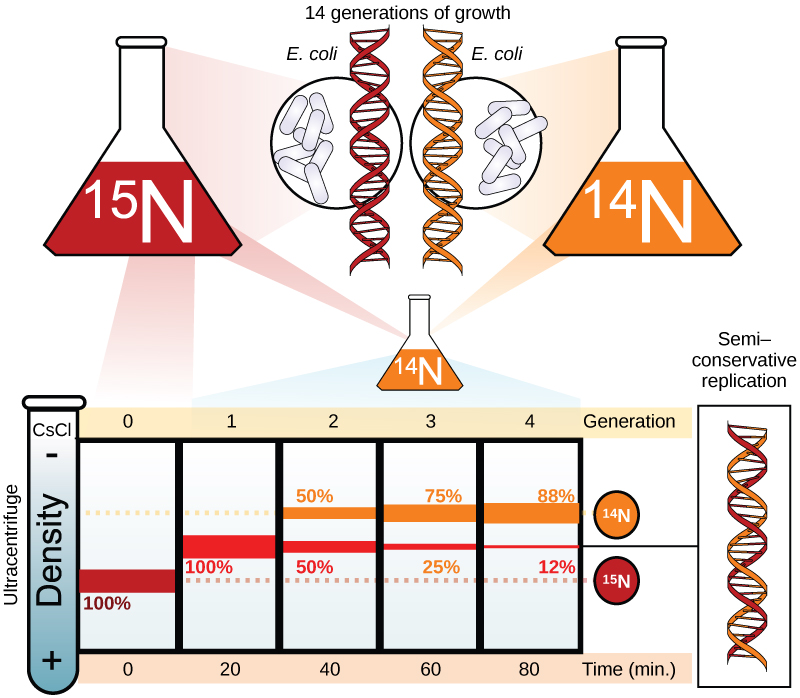 14 generations of growth
E. coli
E. coli
15N
14N
14N
Semi–
conservative
replication
CsCl
0 1 2 3 4 Generation
-
Density
+
Ultracentrifuge
50% 75% 88%
14N
100% 50% 25% 12%
15N
100%
0 20 40 60 80 Time (min.)